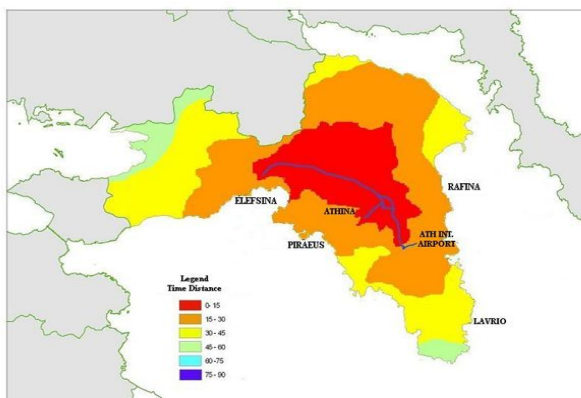 RAFINA
ELEFSINA
ATHINA
PIRAEUS
ATH INT.
AIRPORT
LAVRIO
Legend
Time Distance
0- 15
15 - 30
30 - 45
45 - 60
60-75
75 - 90